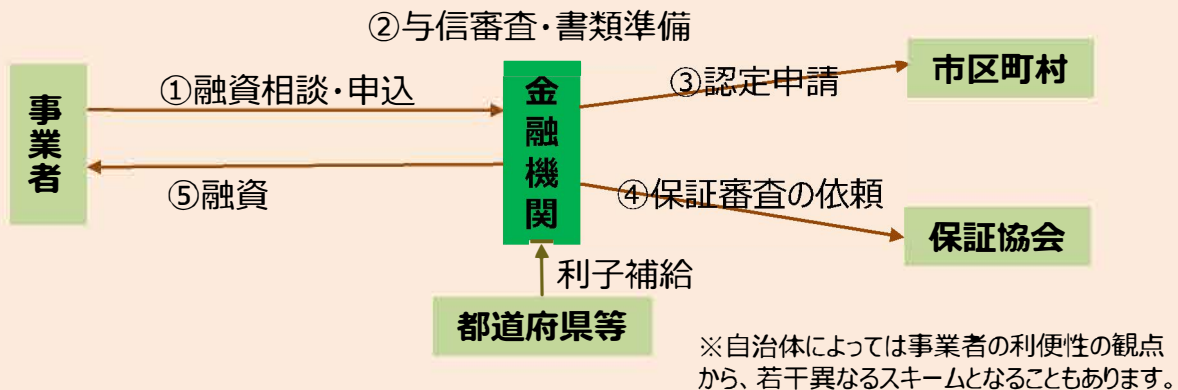 ②与信審査・書類準備
事業者
①融資相談・申込
⑤融資
金融機関
③認定申請
市区町村
④保証審査の依頼
保証協会
利子補給
都道府県等
※自治体によっては事業者の利便性の観点
から、若干異なるスキームとなることもあります。